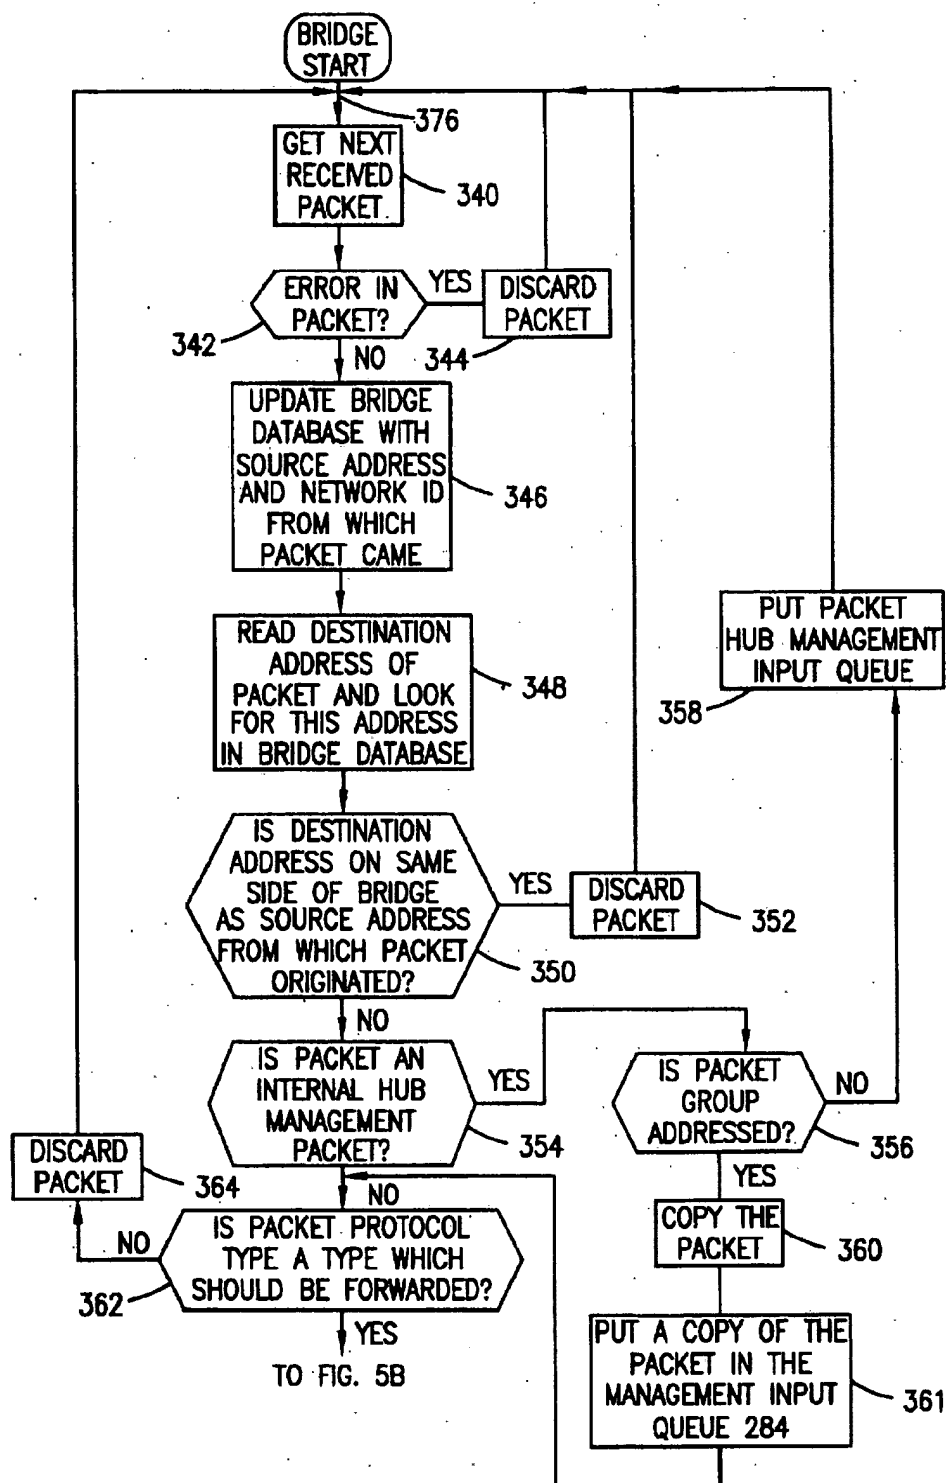 BRIDGE
START
376
GET NEXT
RECEIVED
PACKET.
340
ERROR IN
PACKET?
342
YES
DISCARD
PACKET
344
NO
UPDATE BRIDGE
DATABASE WITH
SOURCE ADDRESS
AND NETWORK ID
FROM WHICH
PACKET CAME
346
READ DESTINATION
ADDRESS OF
PACKET AND LOOK
FOR THIS ADDRESS
IN BRIDGE DATABASE
348
PUT PACKET
HUB MANAGEMENT
INPUT QUEUE
358
IS DESTINATION
ADDRESS ON SAME
SIDE OF BRIDGE
AS SOURCE ADDRESS
FROM WHICH PACKET
ORIGINATED?
350
YES
DISCARD
PACKET
352
NO
IS PACKET AN
INTERNAL HUB
MANAGEMENT
PACKET?
354
YES
IS PACKET
GROUP
ADDRESSED?
356
NO
YES
COPY THE
PACKET
360
PUT A COPY OF THE
PACKET IN THE
MANAGEMENT INPUT
QUEUE 284
361
NO
IS PACKET PROTOCOL
TYPE A TYPE WHICH
SHOULD BE FORWARDED?
362
NO
DISCARD
PACKET
364
YES
TO FIG. 5B